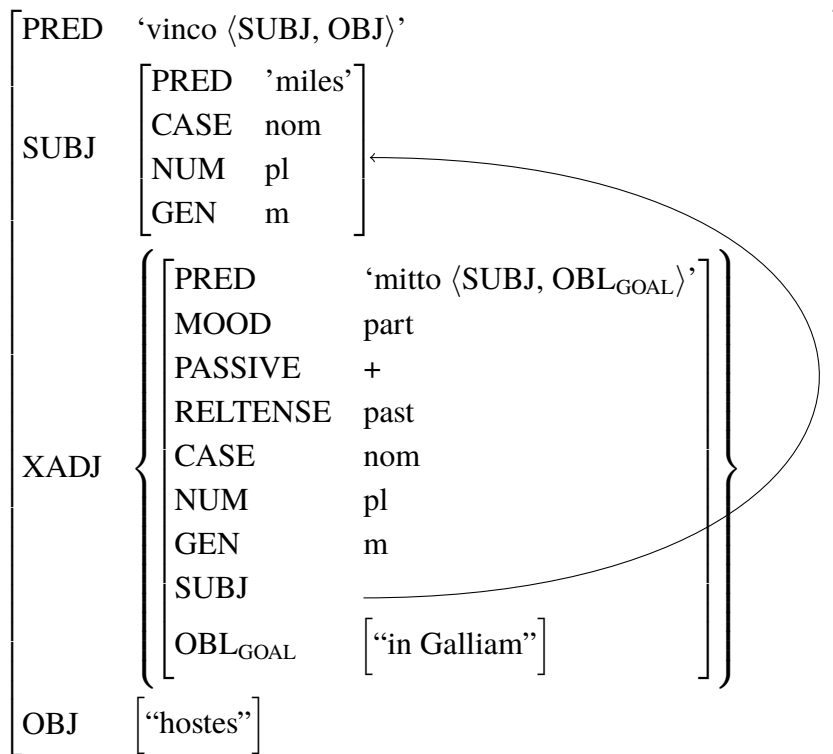 PRED ‘vinco ⟨SUBJ, OBJ⟩’
SUBJ
PRED ’miles’
CASE nom
NUM pl
GEN m
XADJ
PRED ‘mitto ⟨SUBJ, OBL_GOAL⟩’
MOOD part
PASSIVE +
RELTENSE past
CASE nom
NUM pl
GEN m
SUBJ
OBL_GOAL “in Galliam”
OBJ “hostes”